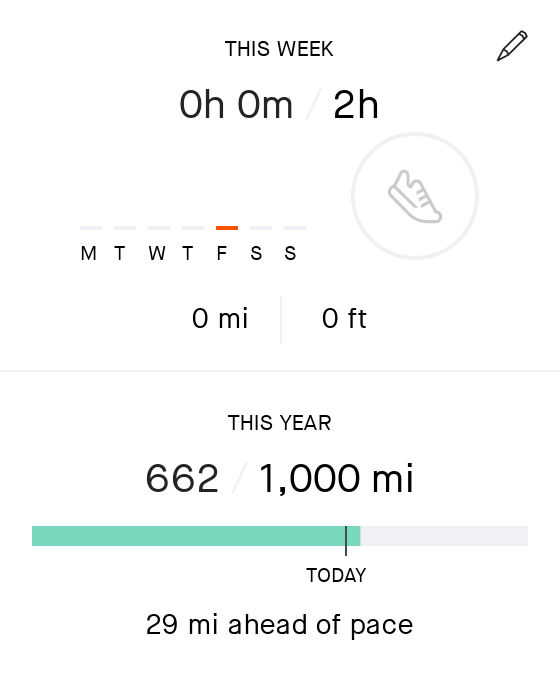 THIS WEEK
0h 0m / 2h
M T W T F S S
0 mi 0 ft
THIS YEAR
662 / 1,000 mi
TODAY
29 mi ahead of pace